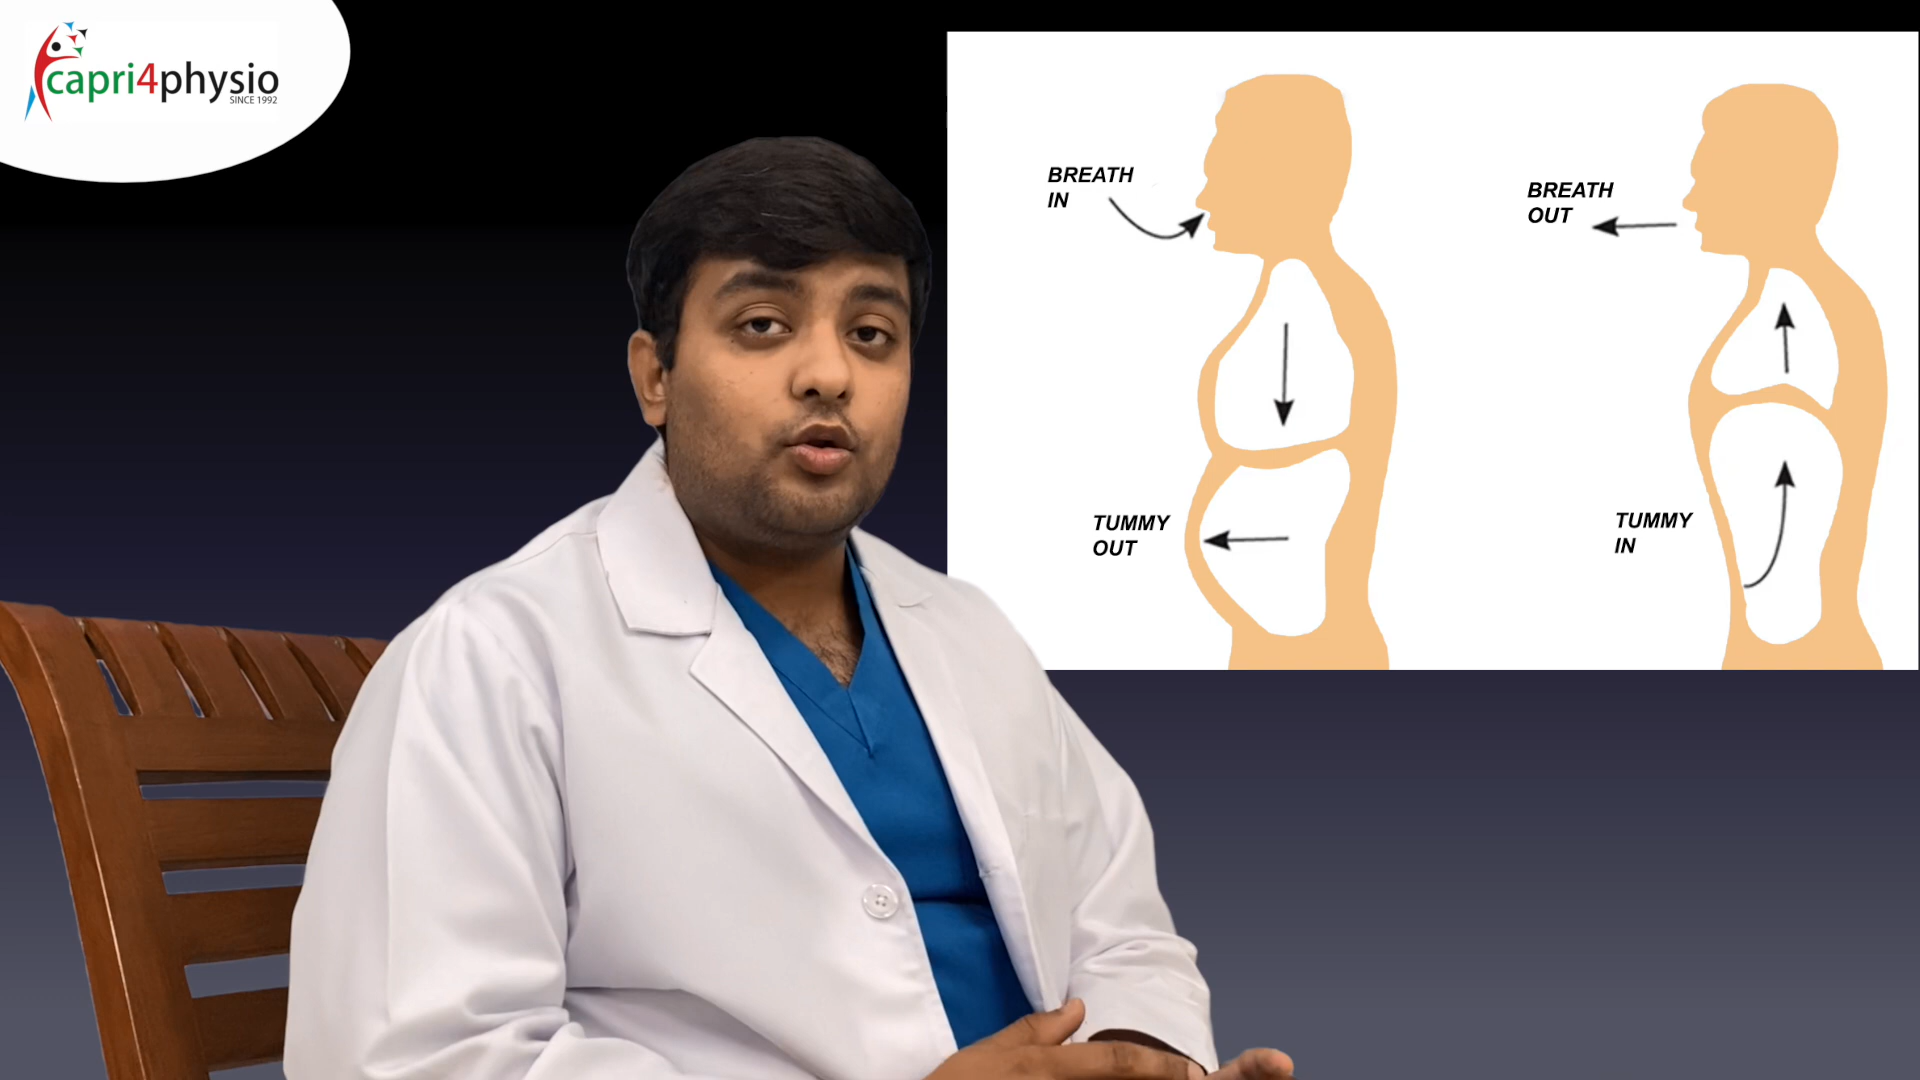 capri4physio
SINCE 1992
BREATH
IN
TUMMY
OUT
BREATH
OUT
TUMMY
IN